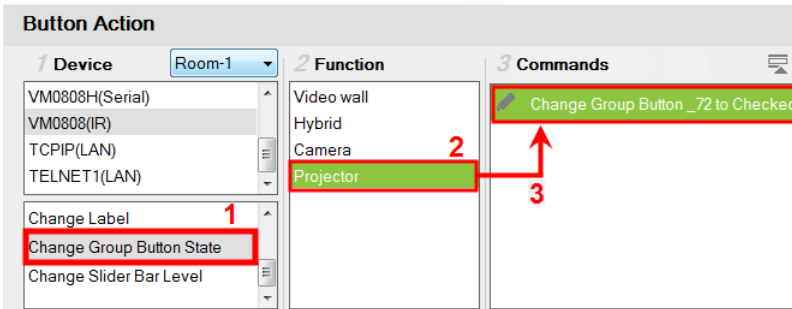 Button Action
1 Device
Room-1
2 Function
3 Commands
VM0808H(Serial)
VM0808(IR)
TCPIP(LAN)
TELNET1(LAN)
Change Label
1
Change Group Button State
Change Slider Bar Level
Video wall
Hybrid
Camera
2
Projector
Change Group Button _72 to Checked
3